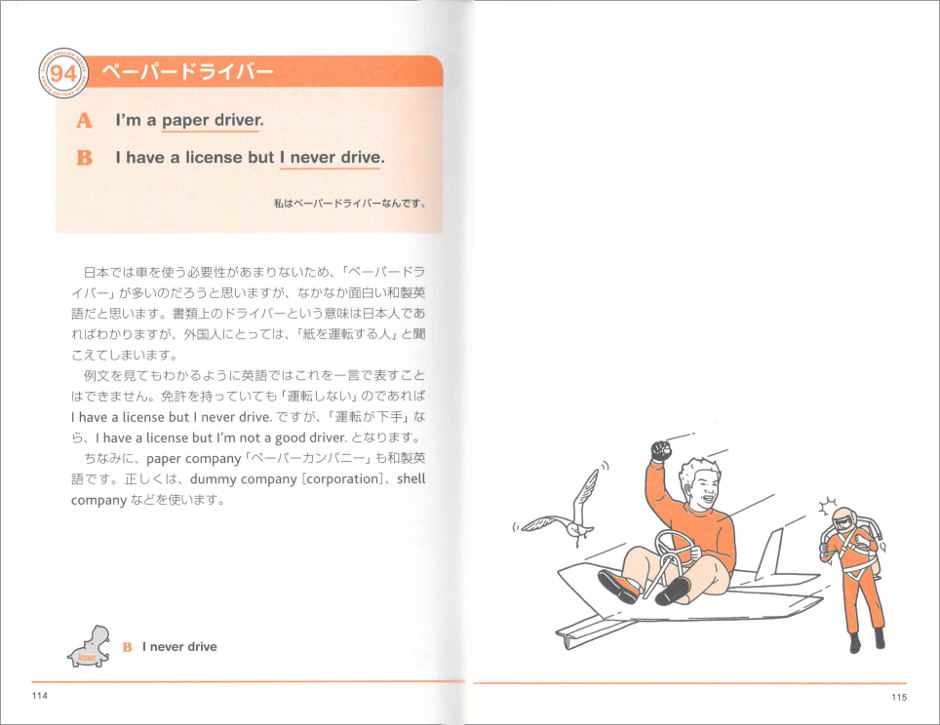 94 ペーパードライバー
A I'm a paper driver.
B I have a license but I never drive.
私はペーパードライバーなんです。
日本では車を使う必要性があまりないため、「ペーパードラ
イバー」が多いのだろうと思いますが、なかなか面白い和製英
語だと思います。書類上のドライバーという意味は日本人であ
ればわかりますが、外国人にとっては、「紙を運転する人」と聞
こえてしまいます。
例文を見てもわかるように英語ではこれを一言で表すこと
はできません。免許を持っていても「運転しない」のであれば
I have a license but I never drive. ですが、「運転が下手」な
ら、I have a license but I'm not a good driver. となります。
ちなみに、paper company「ペーパーカンパニー」も和製英
語です。正しくは、dummy company [corporation]、shell
company などを使います。
Answer B I never drive
114
115